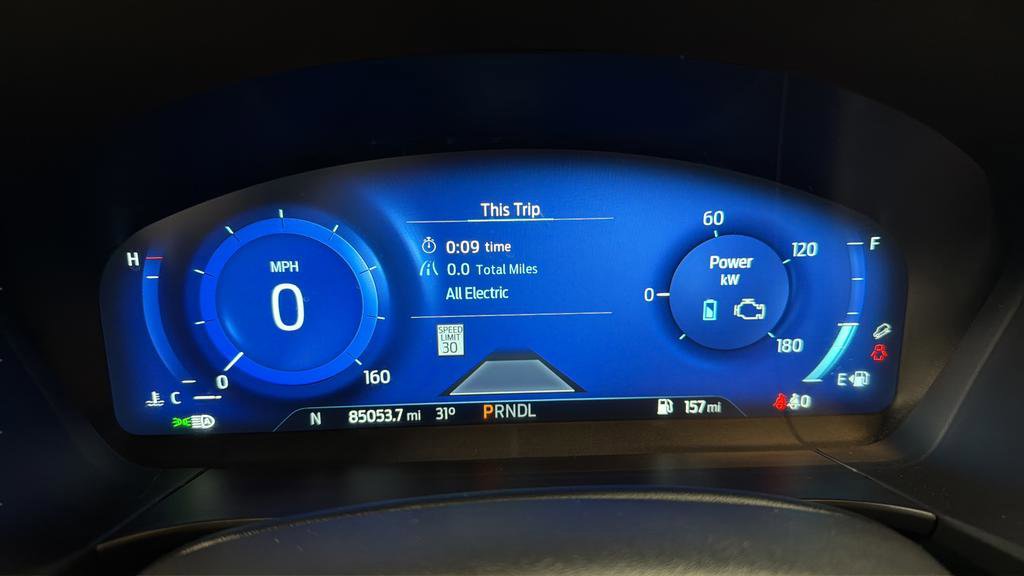 This Trip
0:09 time
0.0 Total Miles
All Electric
H
MPH
0
0
160
C
SPEED
LIMIT
30
60
120
0
180
Power
kW
F
E
N 85053.7 mi 31° PRNDL 157 mi